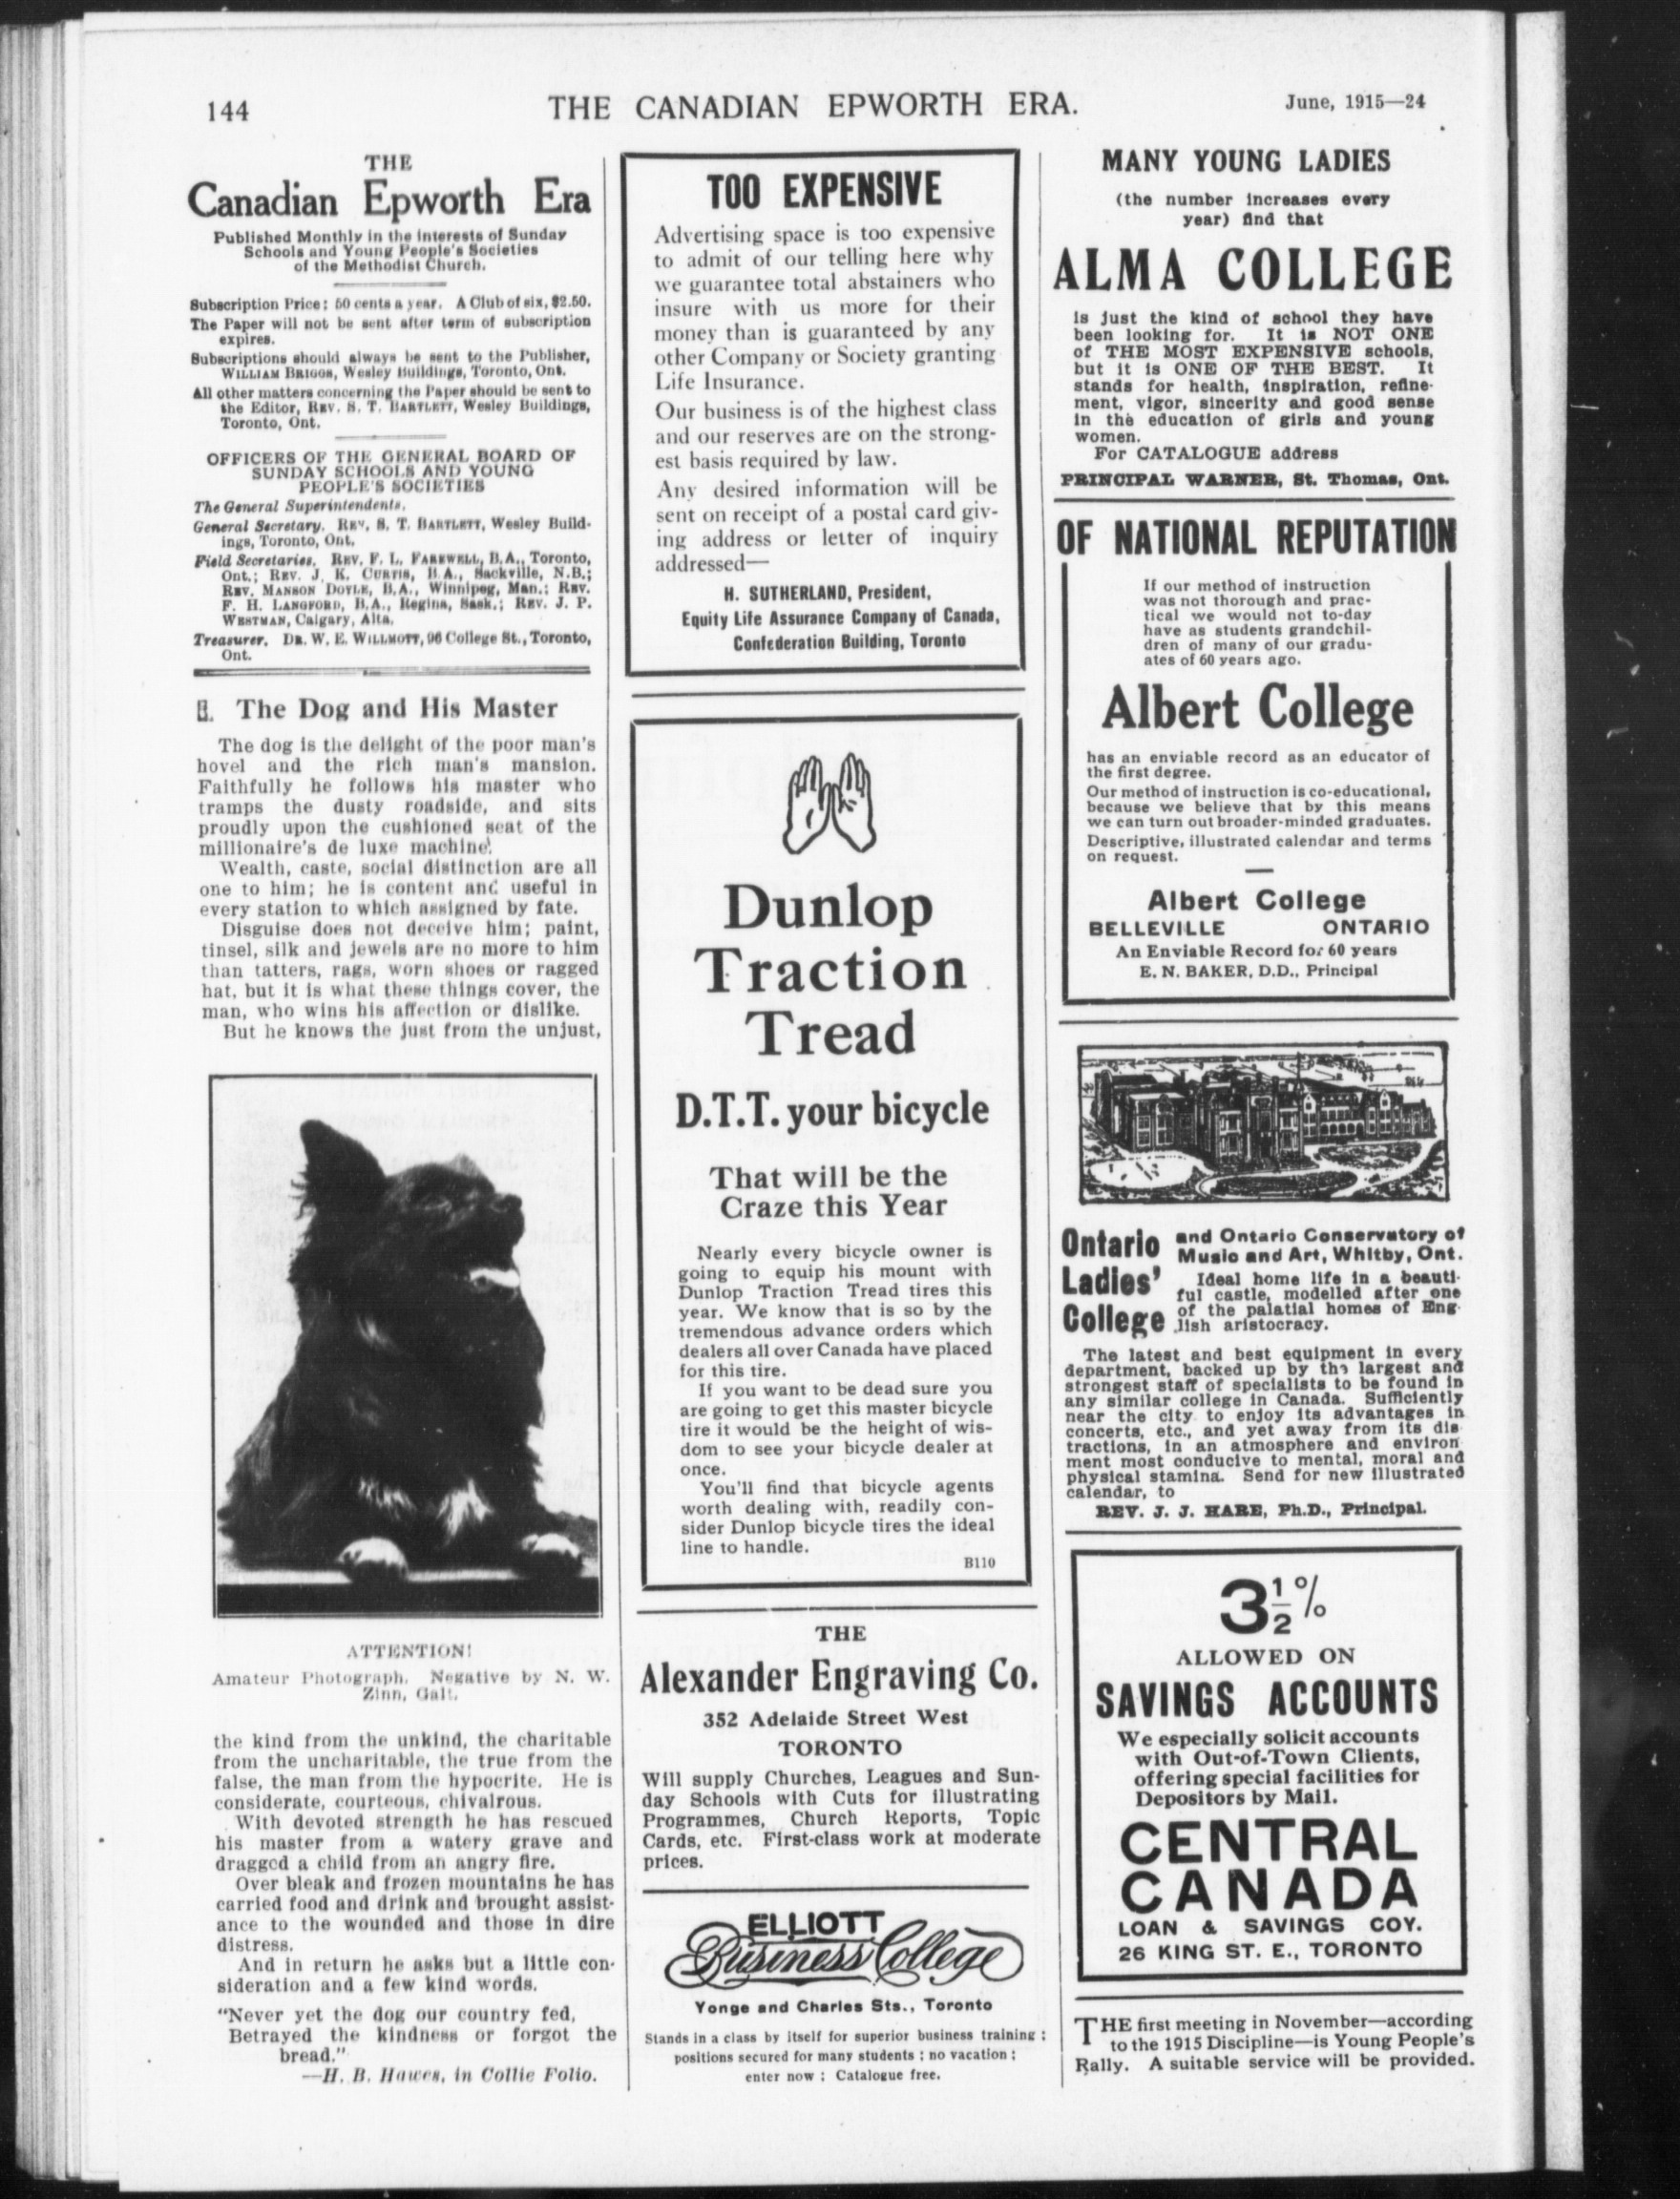 144
THE CANADIAN EPWORTH ERA.
June, 1915—24
THE
Canadian Epworth Era
Published Monthly in the Interests of Sunday
Schools and Young People's Societies
of the Methodist Church.
Subscription Price: 50 cents a year. A Club of six, $2.50.
The Paper will not be sent after term of subscription
expires.
Subscriptions should always be sent to the Publisher,
WILLIAM BRIGGS, Wesley Buildings, Toronto, Ont.
All other matters concerning the Paper should be sent to
the Editor, REV. S. T. BARTLETT, Wesley Buildings,
Toronto, Ont.
OFFICERS OF THE GENERAL BOARD OF
SUNDAY SCHOOLS AND YOUNG
PEOPLE'S SOCIETIES
The General Superintendents.
General Secretary. REV. S. T. BARTLETT, Wesley Build-
ings, Toronto, Ont.
Field Secretaries. REV. F. L. FAREWELL, B.A., Toronto,
Ont.; REV. J. K. CURTIS, B.A., Sackville, N.B.;
REV. MANSON DOYLE, B.A., Winnipeg, Man.; REV.
F. H. LANGFORD, B.A., Regina, Sask.; REV. J. P.
WESTMAN, Calgary, Alta.
Treasurer. DR. W. E. WILLMOTT, 96 College St., Toronto,
Ont.
The Dog and His Master
The dog is the delight of the poor man's
hovel and the rich man's mansion.
Faithfully he follows his master who
tramps the dusty roadside, and sits
proudly upon the cushioned seat of the
millionaire's de luxe machine.
Wealth, caste, social distinction are all
one to him; he is content and useful in
every station to which assigned by fate.
Disguise does not deceive him; paint,
tinsel, silk and jewels are no more to him
than tatters, rags, worn shoes or ragged
hat, but it is what these things cover, the
man, who wins his affection or dislike.
But he knows the just from the unjust,
ATTENTION!
Amateur Photograph. Negative by N. W.
Zinn, Galt.
the kind from the unkind, the charitable
from the uncharitable, the true from the
false, the man from the hypocrite. He is
considerate, courteous, chivalrous.
With devoted strength he has rescued
his master from a watery grave and
dragged a child from an angry fire.
Over bleak and frozen mountains he has
carried food and drink and brought assist-
ance to the wounded and those in dire
distress.
And in return he asks but a little con-
sideration and a few kind words.
"Never yet the dog our country fed,
Betrayed the kindness or forgot the
bread."
—H. B. Hawes, in Collie Folio.
TOO EXPENSIVE
Advertising space is too expensive
to admit of our telling here why
we guarantee total abstainers who
insure with us more for their
money than is guaranteed by any
other Company or Society granting
Life Insurance.
Our business is of the highest class
and our reserves are on the strong-
est basis required by law.
Any desired information will be
sent on receipt of a postal card giv-
ing address or letter of inquiry
addressed—
H. SUTHERLAND, President,
Equity Life Assurance Company of Canada,
Confederation Building, Toronto
Dunlop
Traction
Tread
D.T.T. your bicycle
That will be the
Craze this Year
Nearly every bicycle owner is
going to equip his mount with
Dunlop Traction Tread tires this
year. We know that is so by the
tremendous advance orders which
dealers all over Canada have placed
for this tire.
If you want to be dead sure you
are going to get this master bicycle
tire it would be the height of wis-
dom to see your bicycle dealer at
once.
You'll find that bicycle agents
worth dealing with, readily con-
sider Dunlop bicycle tires the ideal
line to handle.
B110
THE
Alexander Engraving Co.
352 Adelaide Street West
TORONTO
Will supply Churches, Leagues and Sun-
day Schools with Cuts for illustrating
Programmes, Church Reports, Topic
Cards, etc. First-class work at moderate
prices.
ELLIOTT
Business College
Yonge and Charles Sts., Toronto
Stands in a class by itself for superior business training;
positions secured for many students; no vacation;
enter now; Catalogue free.
MANY YOUNG LADIES
(the number increases every
year) find that
ALMA COLLEGE
is just the kind of school they have
been looking for. It is NOT ONE
of THE MOST EXPENSIVE schools,
but it is ONE OF THE BEST. It
stands for health, inspiration, refine-
ment, vigor, sincerity and good sense
in the education of girls and young
women.
For CATALOGUE address
PRINCIPAL WARNER, St. Thomas, Ont.
OF NATIONAL REPUTATION
If our method of instruction
was not thorough and prac-
tical we would not to-day
have as students grandchil-
dren of many of our gradu-
ates of 60 years ago.
Albert College
has an enviable record as an educator of
the first degree.
Our method of instruction is co-educational,
because we believe that by this means
we can turn out broader-minded graduates.
Descriptive, illustrated calendar and terms
on request.
Albert College
BELLEVILLE ONTARIO
An Enviable Record for 60 years
E. N. BAKER, D.D., Principal
Ontario
Ladies'
College
and Ontario Conservatory of
Music and Art, Whitby, Ont.
Ideal home life in a beauti-
ful castle, modelled after one
of the palatial homes of Eng-
lish aristocracy.
The latest and best equipment in every
department, backed up by the largest and
strongest staff of specialists to be found in
any similar college in Canada. Sufficiently
near the city to enjoy its advantages in
concerts, etc., and yet away from its dis
tractions, in an atmosphere and environ
ment most conducive to mental, moral and
physical stamina. Send for new illustrated
calendar, to
REV. J. J. HARE, Ph.D., Principal.
3½%
ALLOWED ON
SAVINGS ACCOUNTS
We especially solicit accounts
with Out-of-Town Clients,
offering special facilities for
Depositors by Mail.
CENTRAL
CANADA
LOAN & SAVINGS COY.
26 KING ST. E., TORONTO
THE first meeting in November—according
to the 1915 Discipline—is Young People's
Rally. A suitable service will be provided.